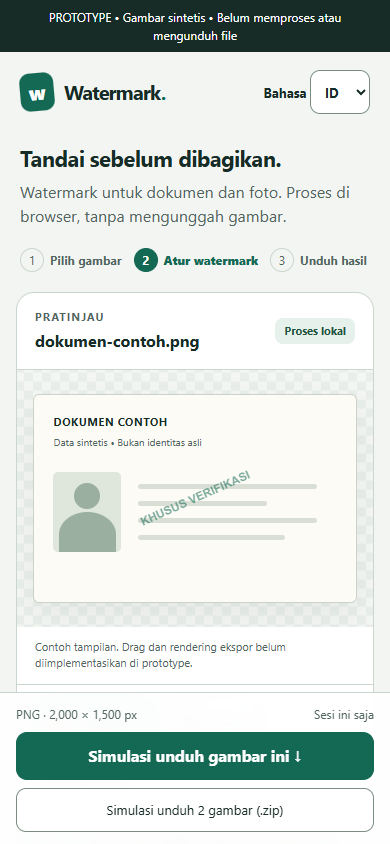 PROTOTYPE • Gambar sintetis • Belum memproses atau
mengunduh file
w Watermark.
Bahasa ID
Tandai sebelum dibagikan.
Watermark untuk dokumen dan foto. Proses di
browser, tanpa mengunggah gambar.
1 Pilih gambar 2 Atur watermark 3 Unduh hasil
PRATINJAU
dokumen-contoh.png
Proses lokal
DOKUMEN CONTOH
Data sintetis • Bukan identitas asli
KHUSUS VERIFIKASI
Contoh tampilan. Drag dan rendering ekspor belum
diimplementasikan di prototype.
PNG · 2,000 × 1,500 px
Sesi ini saja
Simulasi unduh gambar ini ↓
Simulasi unduh 2 gambar (.zip)